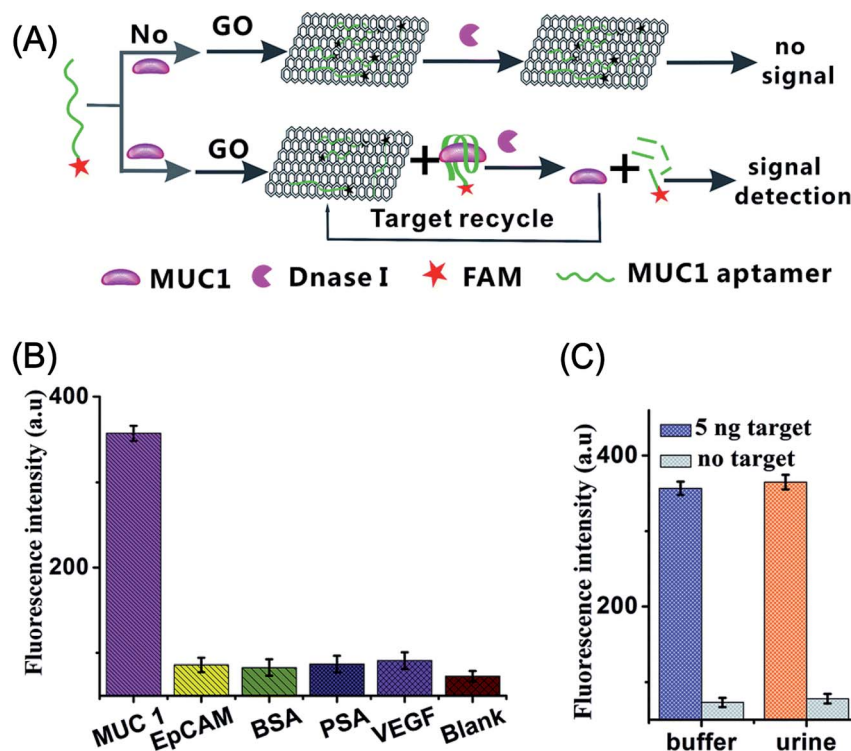 (A)
No
GO
no
signal
GO
signal
detection
Target recycle
MUC1
Dnase I
FAM
MUC1 aptamer
(B)
Fluorescence intensity (a.u)
400
200
MUC 1
EpCAM
BSA
PSA
VEGF
Blank
(C)
Fluorescence intensity (a.u)
400
200
5 ng target
no target
buffer
urine